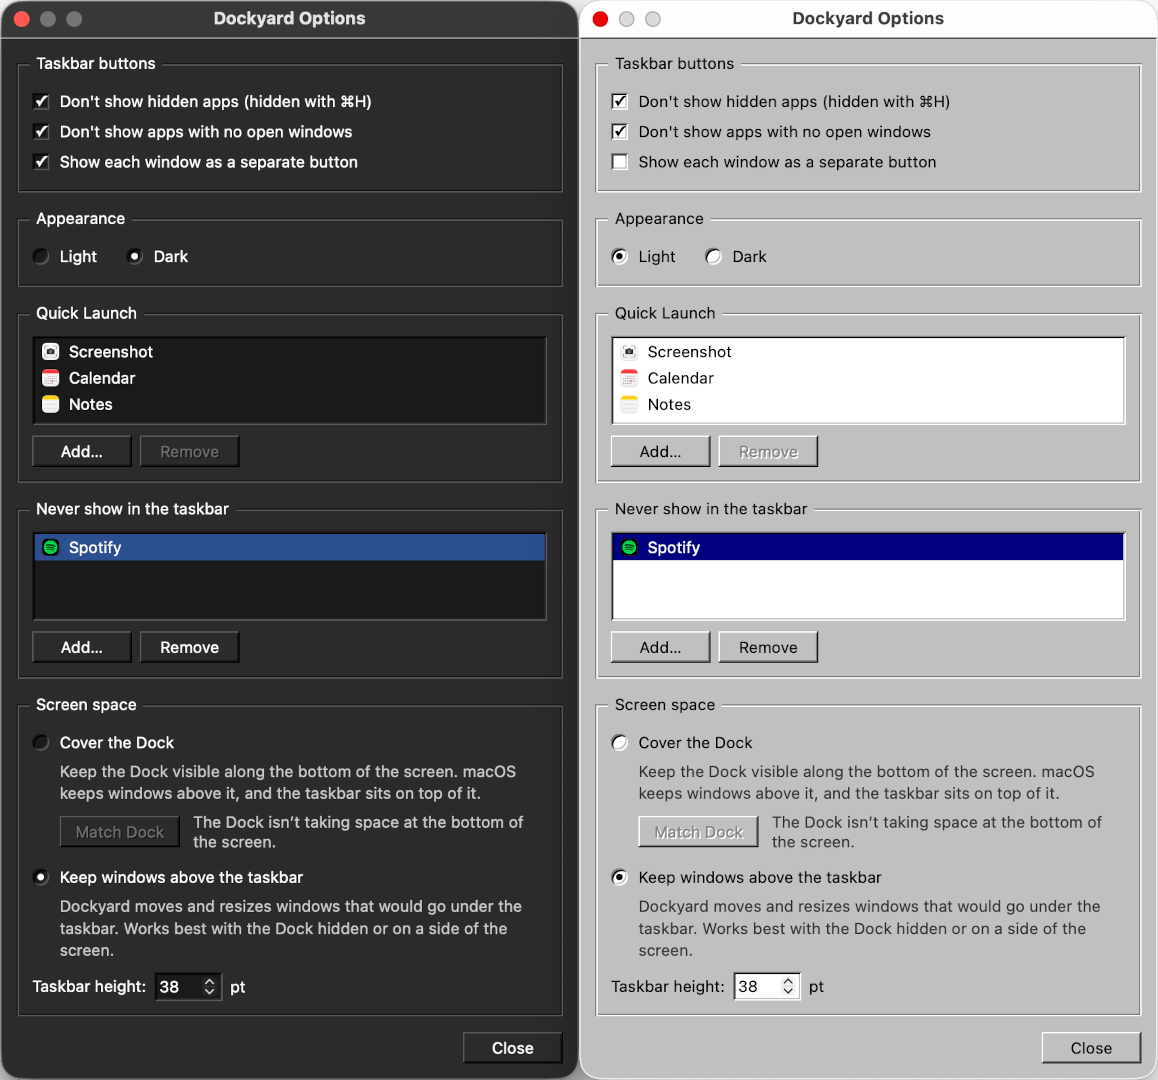 Dockyard Options
Taskbar buttons
Don't show hidden apps (hidden with ⌘H)
Don't show apps with no open windows
Show each window as a separate button
Appearance
Light
Dark
Quick Launch
Screenshot
Calendar
Notes
Add...
Remove
Never show in the taskbar
Spotify
Add...
Remove
Screen space
Cover the Dock
Keep the Dock visible along the bottom of the screen. macOS
keeps windows above it, and the taskbar sits on top of it.
Match Dock
The Dock isn’t taking space at the bottom of
the screen.
Keep windows above the taskbar
Dockyard moves and resizes windows that would go under the
taskbar. Works best with the Dock hidden or on a side of the
screen.
Taskbar height: 38 pt
Close
Dockyard Options
Taskbar buttons
Don't show hidden apps (hidden with ⌘H)
Don't show apps with no open windows
Show each window as a separate button
Appearance
Light
Dark
Quick Launch
Screenshot
Calendar
Notes
Add...
Remove
Never show in the taskbar
Spotify
Add...
Remove
Screen space
Cover the Dock
Keep the Dock visible along the bottom of the screen. macOS
keeps windows above it, and the taskbar sits on top of it.
Match Dock
The Dock isn’t taking space at the bottom of
the screen.
Keep windows above the taskbar
Dockyard moves and resizes windows that would go under the
taskbar. Works best with the Dock hidden or on a side of the
screen.
Taskbar height: 38 pt
Close